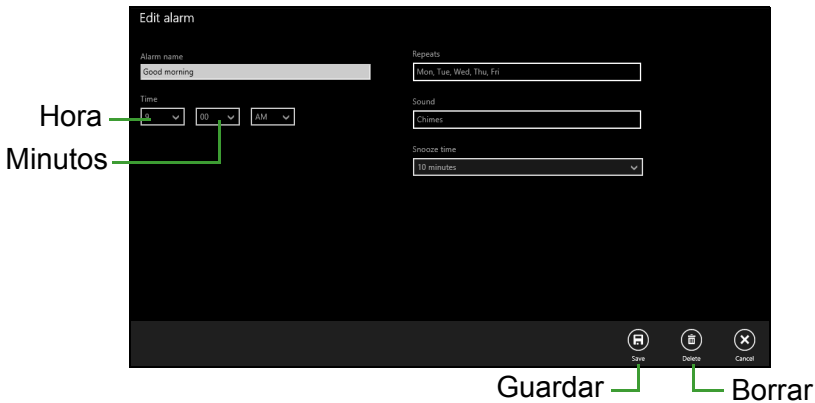 Edit alarm
Alarm name
Good morning
Time
9 00 AM
Repeats
Mon, Tue, Wed, Thu, Fri
Sound
Chimes
Snooze time
10 minutes
Hora
Minutos
Save Delete Cancel
Guardar Borrar